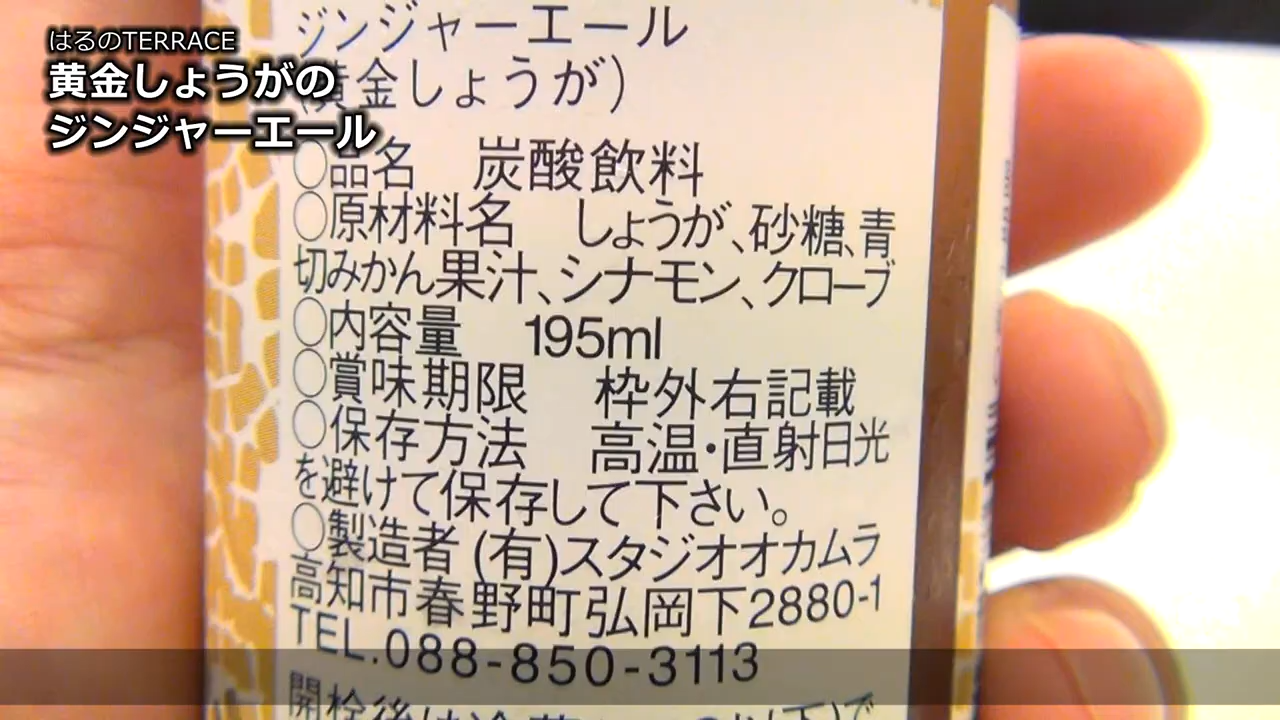 はるのTERRACE
黄金しょうがの
ジンジャーエール
ジンジャーエール
(黄金しょうが)
○品名 炭酸飲料
○原材料名 しょうが、砂糖、青
切みかん果汁、シナモン、クローブ
○内容量 195ml
○賞味期限 枠外右記載
○保存方法 高温・直射日光
を避けて保存して下さい。
○製造者 (有)スタジオオカムラ
高知市春野町弘岡下2880-1
TEL.088-850-3113
開栓後は